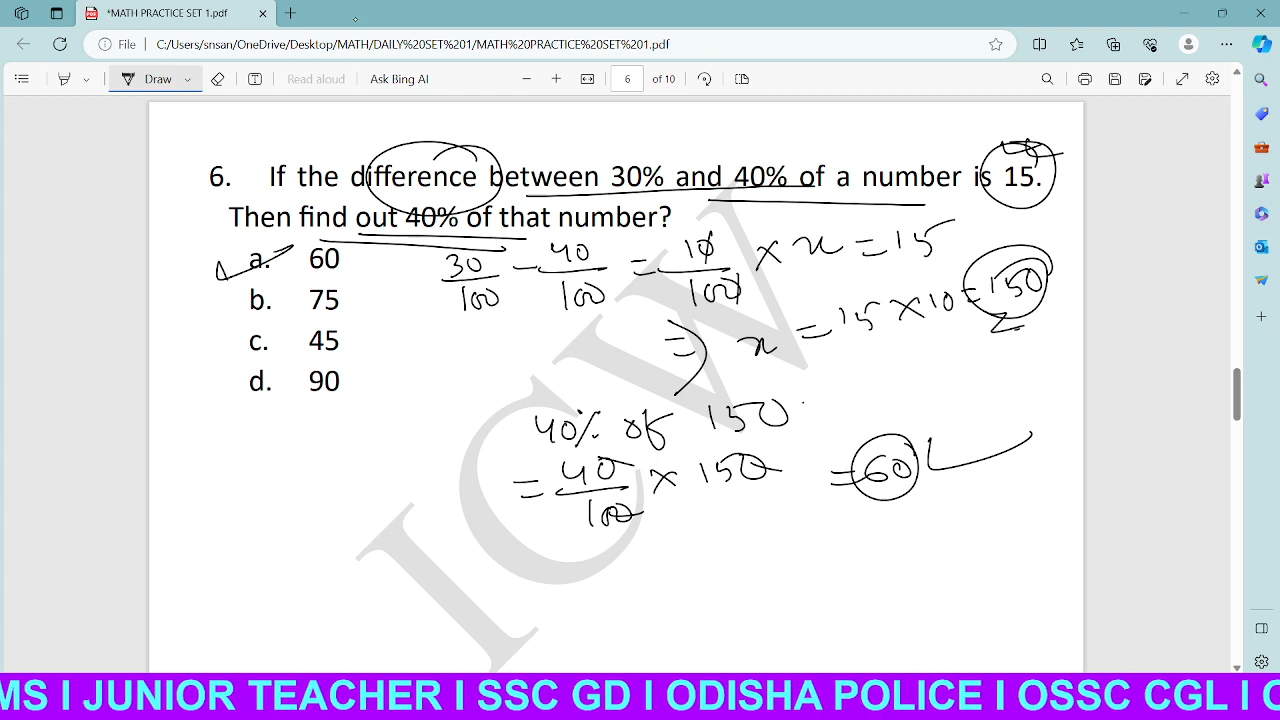 *MATH PRACTICE SET 1.pdf
File C:/Users/snsan/OneDrive/Desktop/MATH/DAILY%20SET%201/MATH%20PRACTICE%20SET%201.pdf
Draw Read aloud Ask Bing AI 6 of 10
6. If the difference between 30% and 40% of a number is 15.
Then find out 40% of that number?
a. 60
b. 75
c. 45
d. 90
30/100 - 40/100 = 10/100 × x = 15
⇒ x = 15 × 10 = 150
40% of 150
= 40/100 × 150 = 60
ICW
MS I JUNIOR TEACHER I SSC GD I ODISHA POLICE I OSSC CGL I